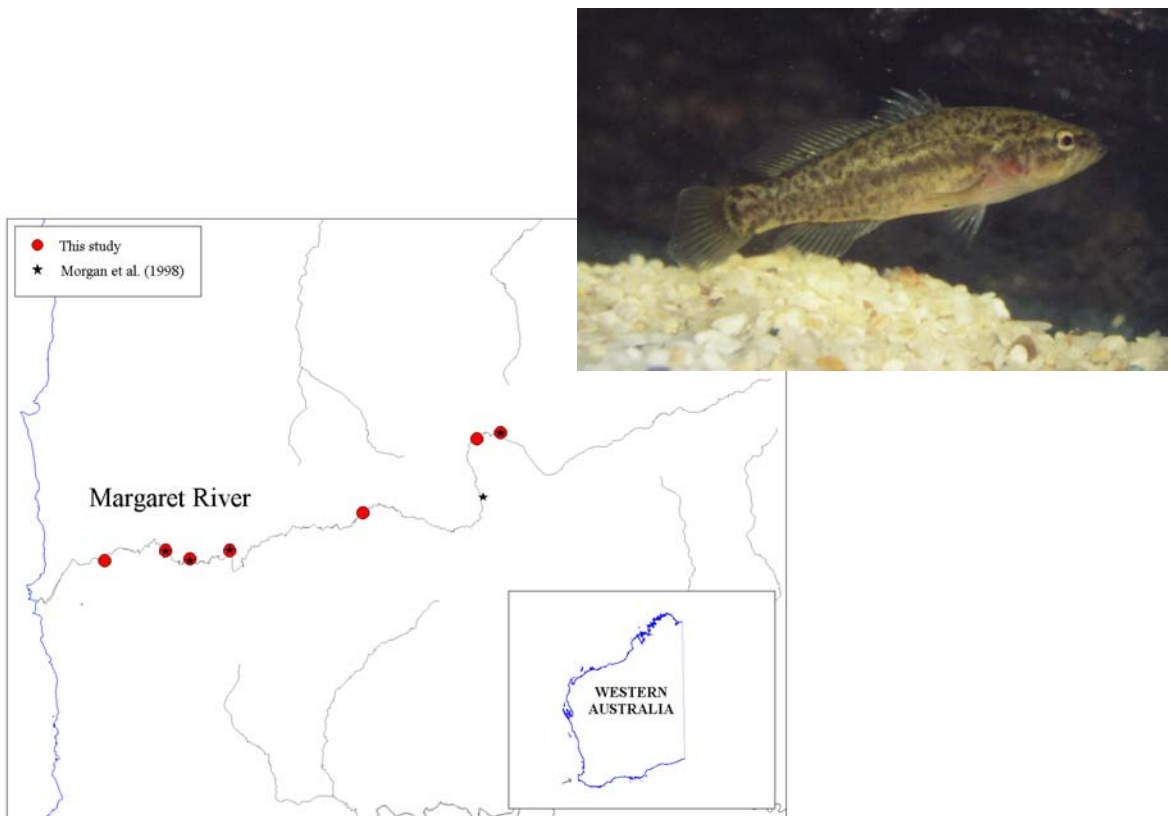 This study
Morgan et al. (1998)
Margaret River
WESTERN
AUSTRALIA